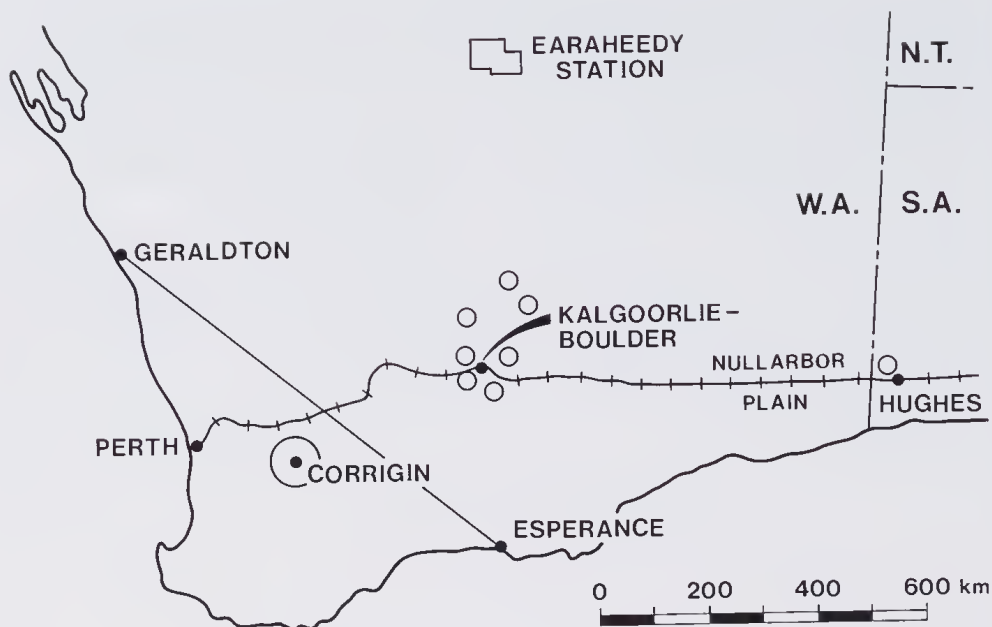 EARAHEEDY
STATION
N.T.
W.A.
S.A.
GERALDTON
KALGOORLIE–
BOULDER
NULLARBOR
PLAIN
HUGHES
PERTH
CORRIGIN
ESPERANCE
0 200 400 600 km